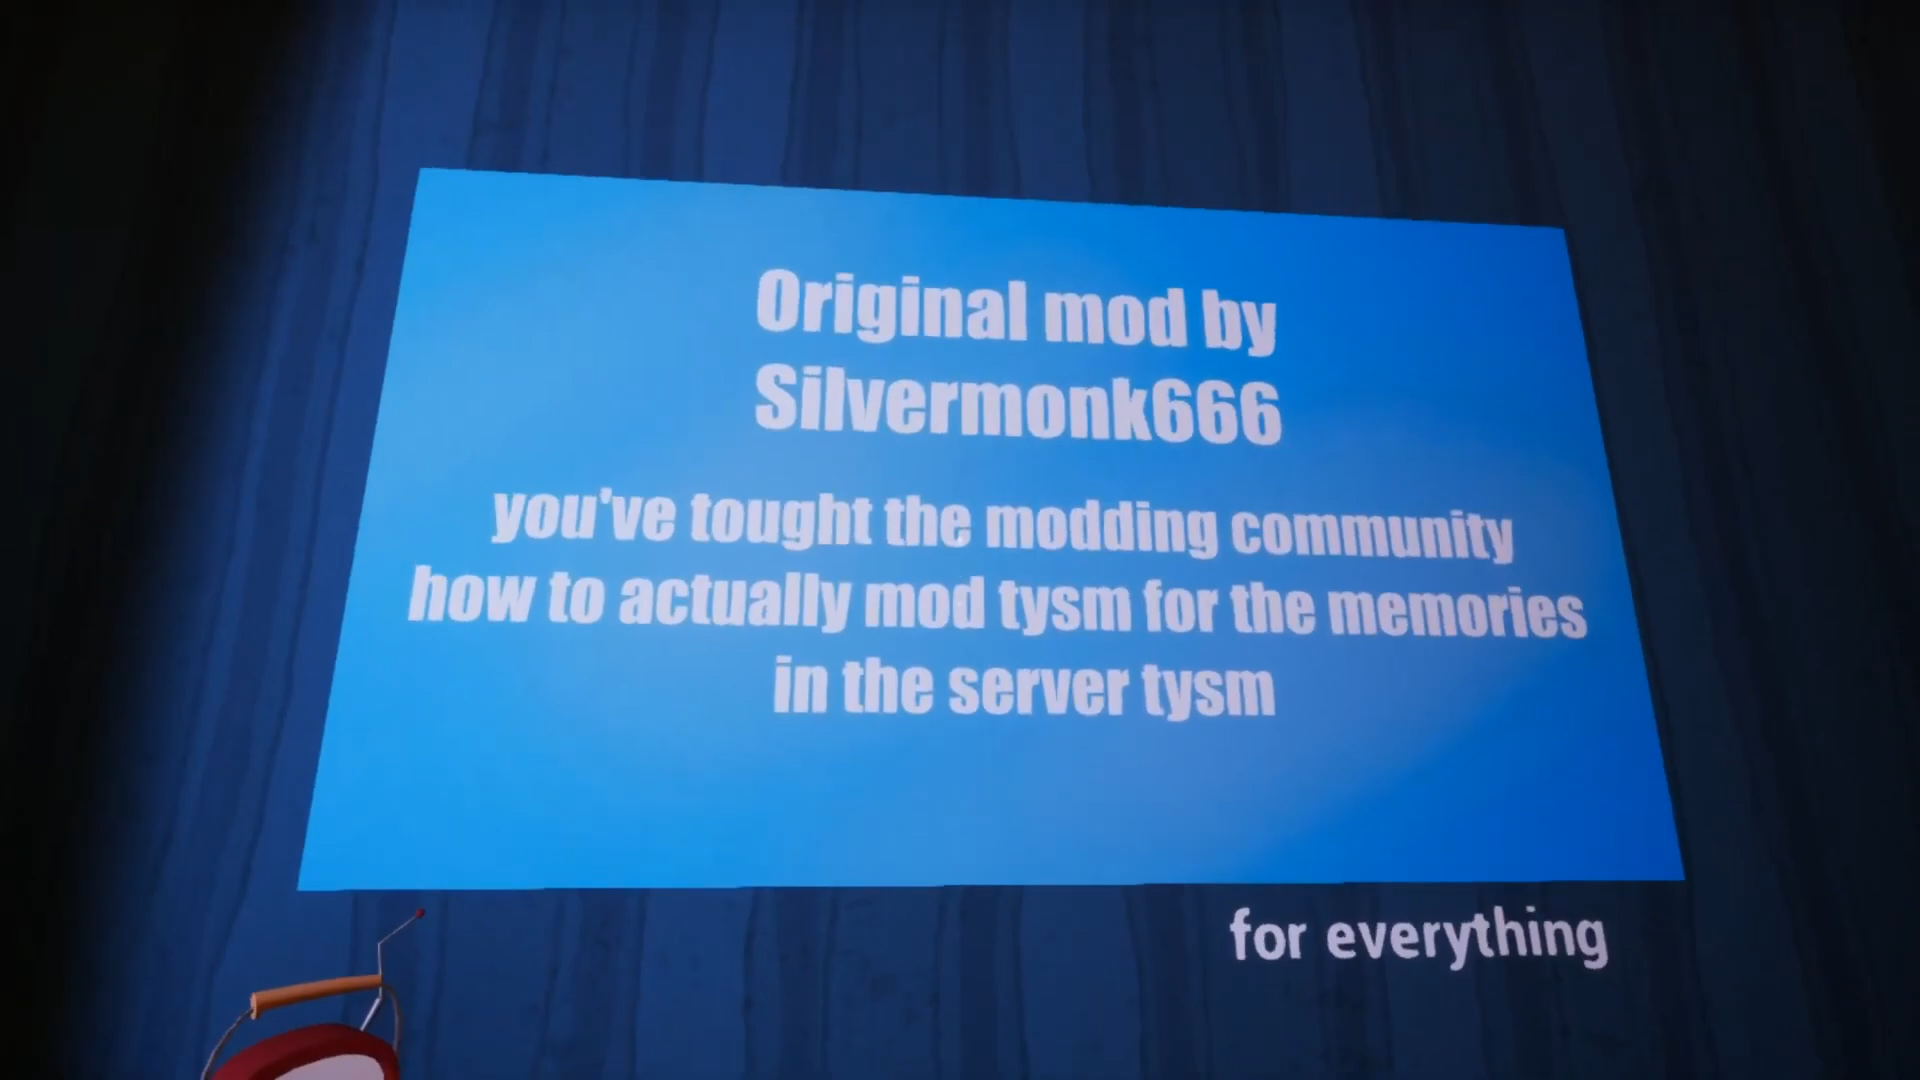 Original mod by
Silvermonk666
you've tought the modding community
how to actually mod tysm for the memories
in the server tysm
for everything